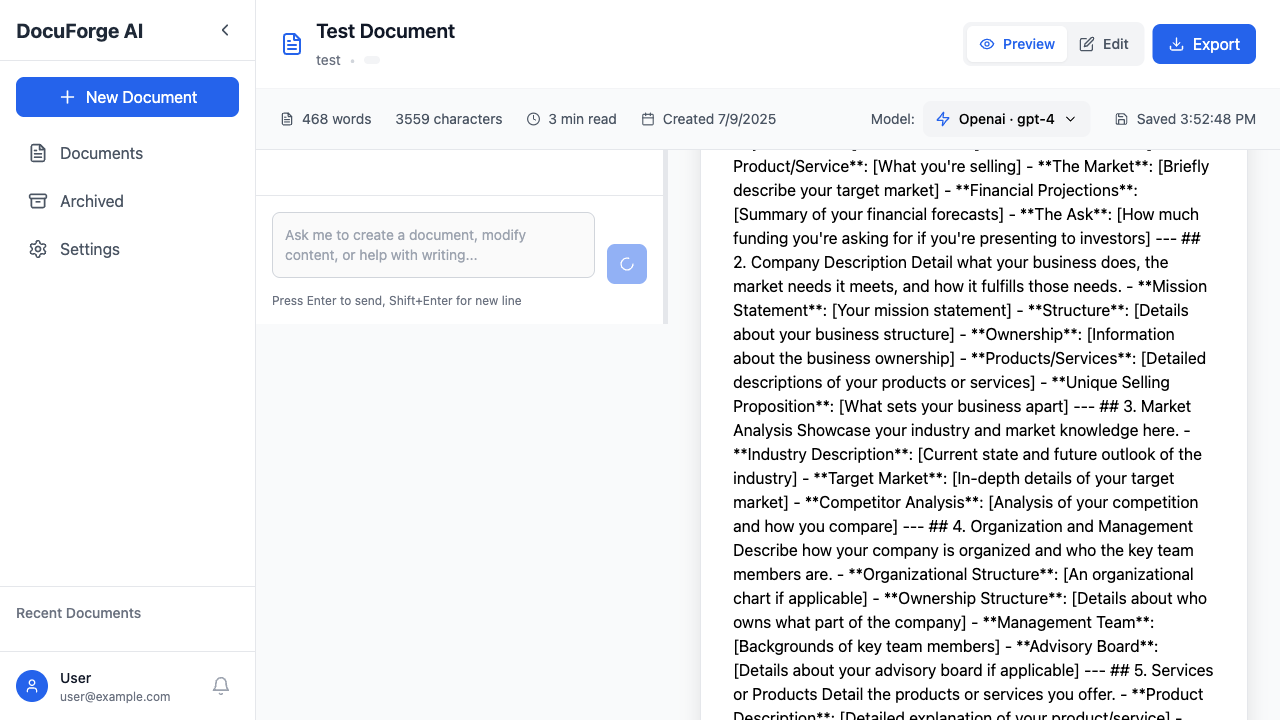 DocuForge AI
New Document
Documents
Archived
Settings
Recent Documents
User
user@example.com
Test Document
test •
Preview
Edit
Export
468 words
3559 characters
3 min read
Created 7/9/2025
Model:
Openai · gpt-4
Saved 3:52:48 PM
Ask me to create a document, modify
content, or help with writing...
Press Enter to send, Shift+Enter for new line
Product/Service**: [What you're selling] - **The Market**: [Briefly
describe your target market] - **Financial Projections**:
[Summary of your financial forecasts] - **The Ask**: [How much
funding you're asking for if you're presenting to investors] --- ##
2. Company Description Detail what your business does, the
market needs it meets, and how it fulfills those needs. - **Mission
Statement**: [Your mission statement] - **Structure**: [Details
about your business structure] - **Ownership**: [Information
about the business ownership] - **Products/Services**: [Detailed
descriptions of your products or services] - **Unique Selling
Proposition**: [What sets your business apart] --- ## 3. Market
Analysis Showcase your industry and market knowledge here. -
**Industry Description**: [Current state and future outlook of the
industry] - **Target Market**: [In-depth details of your target
market] - **Competitor Analysis**: [Analysis of your competition
and how you compare] --- ## 4. Organization and Management
Describe how your company is organized and who the key team
members are. - **Organizational Structure**: [An organizational
chart if applicable] - **Ownership Structure**: [Details about who
owns what part of the company] - **Management Team**:
[Backgrounds of key team members] - **Advisory Board**:
[Details about your advisory board if applicable] --- ## 5. Services
or Products Detail the products or services you offer. - **Product
Description**: [Detailed explanation of your product/service] -